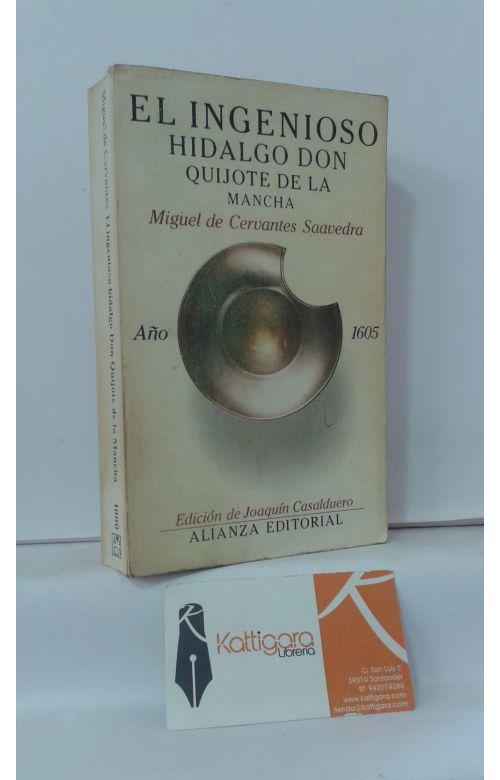 EL INGENIOSO
HIDALGO DON
QUIJOTE DE LA
MANCHA
Miguel de Cervantes Saavedra
Año
1605
Edición de Joaquín Casalduero
ALIANZA EDITORIAL
Miguel de Cervantes: El ingenioso hidalgo Don Quijote de la Mancha
1000
Kattigara
Librería
C/ San Luis 5
39010 Santander
tlf: 942074286
www.kattigara.com
tienda@kattigara.com